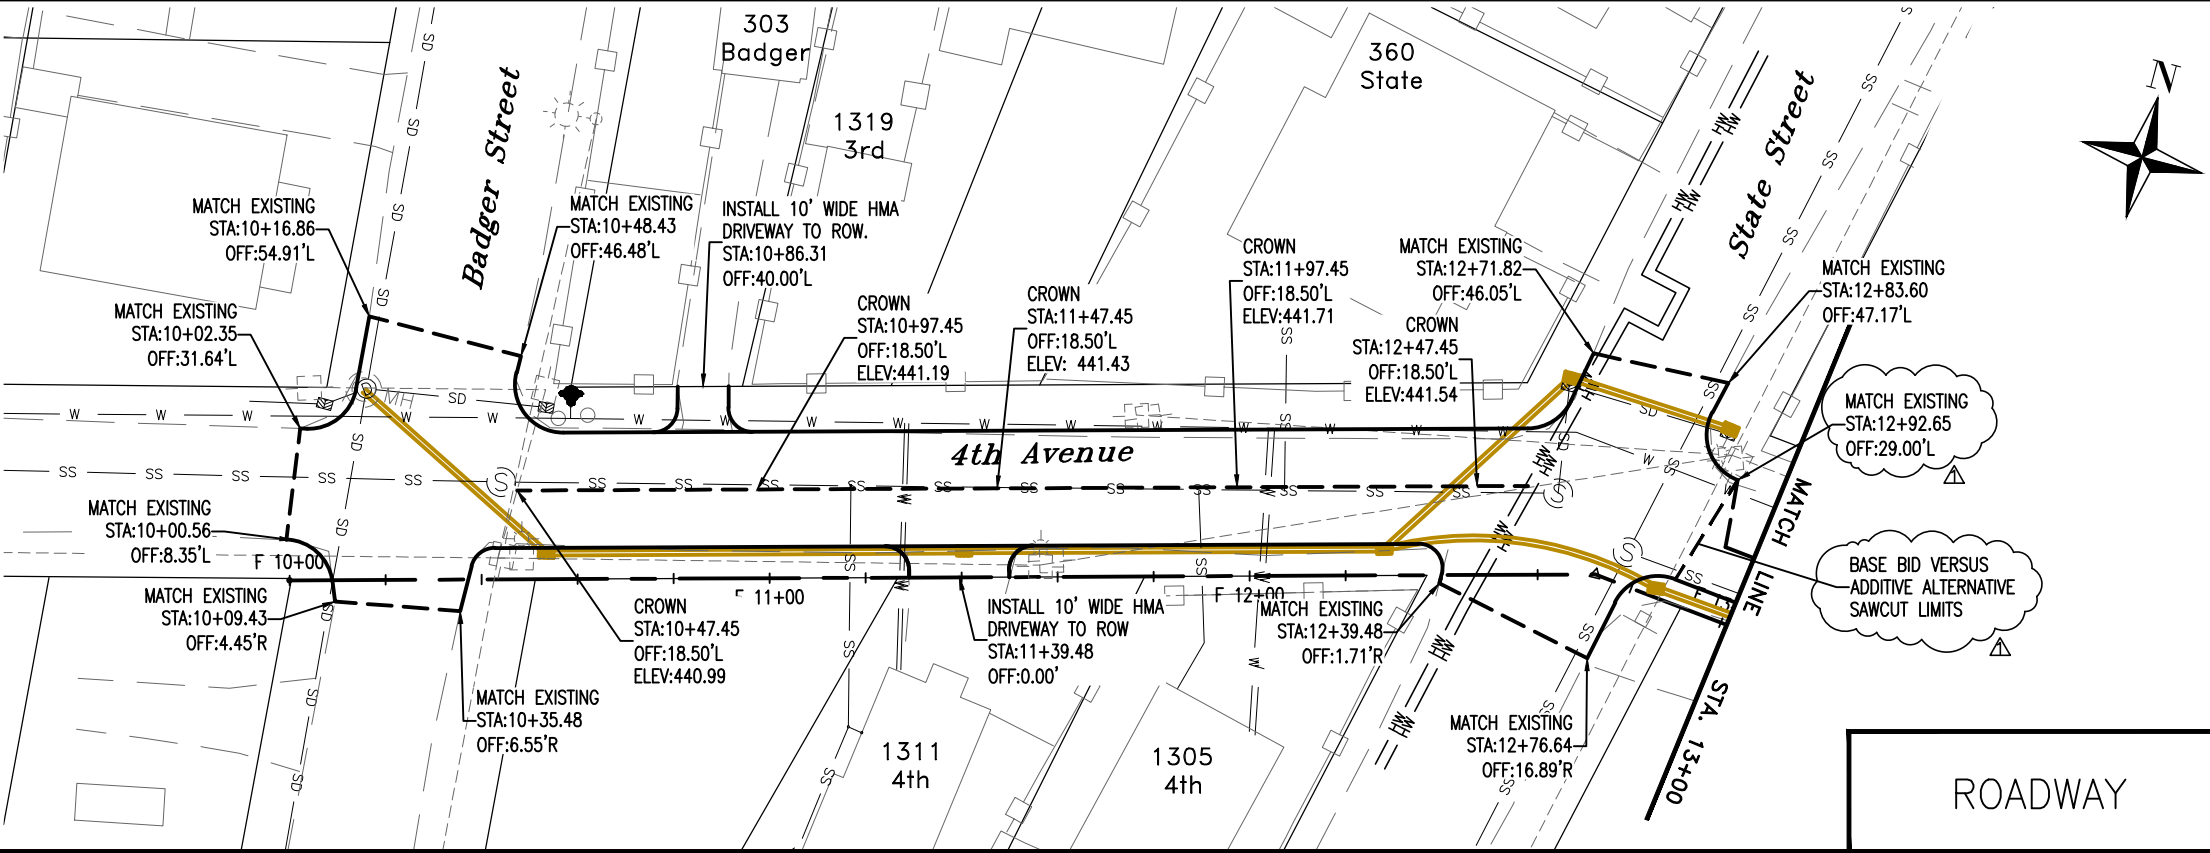 303
Badger
1319
3rd
360
State
N
Badger Street
State Street
4th Avenue
MATCH EXISTING
STA:10+16.86
OFF:54.91'L
MATCH EXISTING
STA:10+48.43
OFF:46.48'L
INSTALL 10' WIDE HMA
DRIVEWAY TO ROW.
STA:10+86.31
OFF:40.00'L
CROWN
STA:10+97.45
OFF:18.50'L
ELEV:441.19
CROWN
STA:11+47.45
OFF:18.50'L
ELEV: 441.43
CROWN
STA:11+97.45
OFF:18.50'L
ELEV:441.71
MATCH EXISTING
STA:12+71.82
OFF:46.05'L
CROWN
STA:12+47.45
OFF:18.50'L
ELEV:441.54
MATCH EXISTING
STA:12+83.60
OFF:47.17'L
MATCH EXISTING
STA:12+92.65
OFF:29.00'L
1
MATCH EXISTING
STA:10+02.35
OFF:31.64'L
MATCH EXISTING
STA:10+00.56
OFF:8.35'L
F 10+00
MATCH EXISTING
STA:10+09.43
OFF:4.45'R
MATCH EXISTING
STA:10+35.48
OFF:6.55'R
CROWN
STA:10+47.45
OFF:18.50'L
ELEV:440.99
F 11+00
INSTALL 10' WIDE HMA
DRIVEWAY TO ROW
STA:11+39.48
OFF:0.00'
F 12+00
MATCH EXISTING
STA:12+39.48
OFF:1.71'R
MATCH EXISTING
STA:12+76.64
OFF:16.89'R
BASE BID VERSUS
ADDITIVE ALTERNATIVE
SAWCUT LIMITS
1
MATCH LINE STA. 13+00
1311
4th
1305
4th
MH
ROADWAY